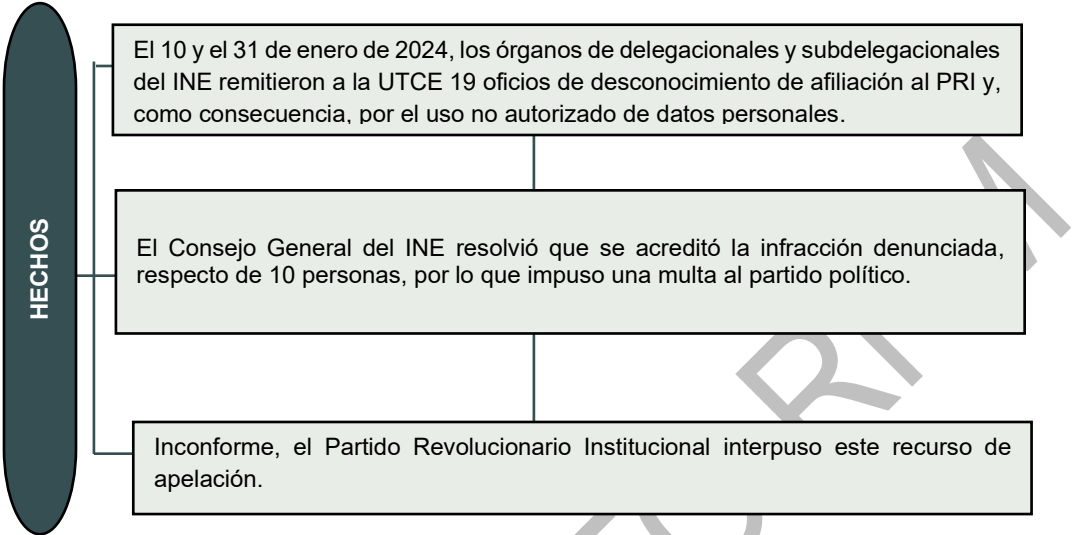 HECHOS
El 10 y el 31 de enero de 2024, los órganos de delegacionales y subdelegacionales
del INE remitieron a la UTCE 19 oficios de desconocimiento de afiliación al PRI y,
como consecuencia, por el uso no autorizado de datos personales.
El Consejo General del INE resolvió que se acreditó la infracción denunciada,
respecto de 10 personas, por lo que impuso una multa al partido político.
Inconforme, el Partido Revolucionario Institucional interpuso este recurso de
apelación.